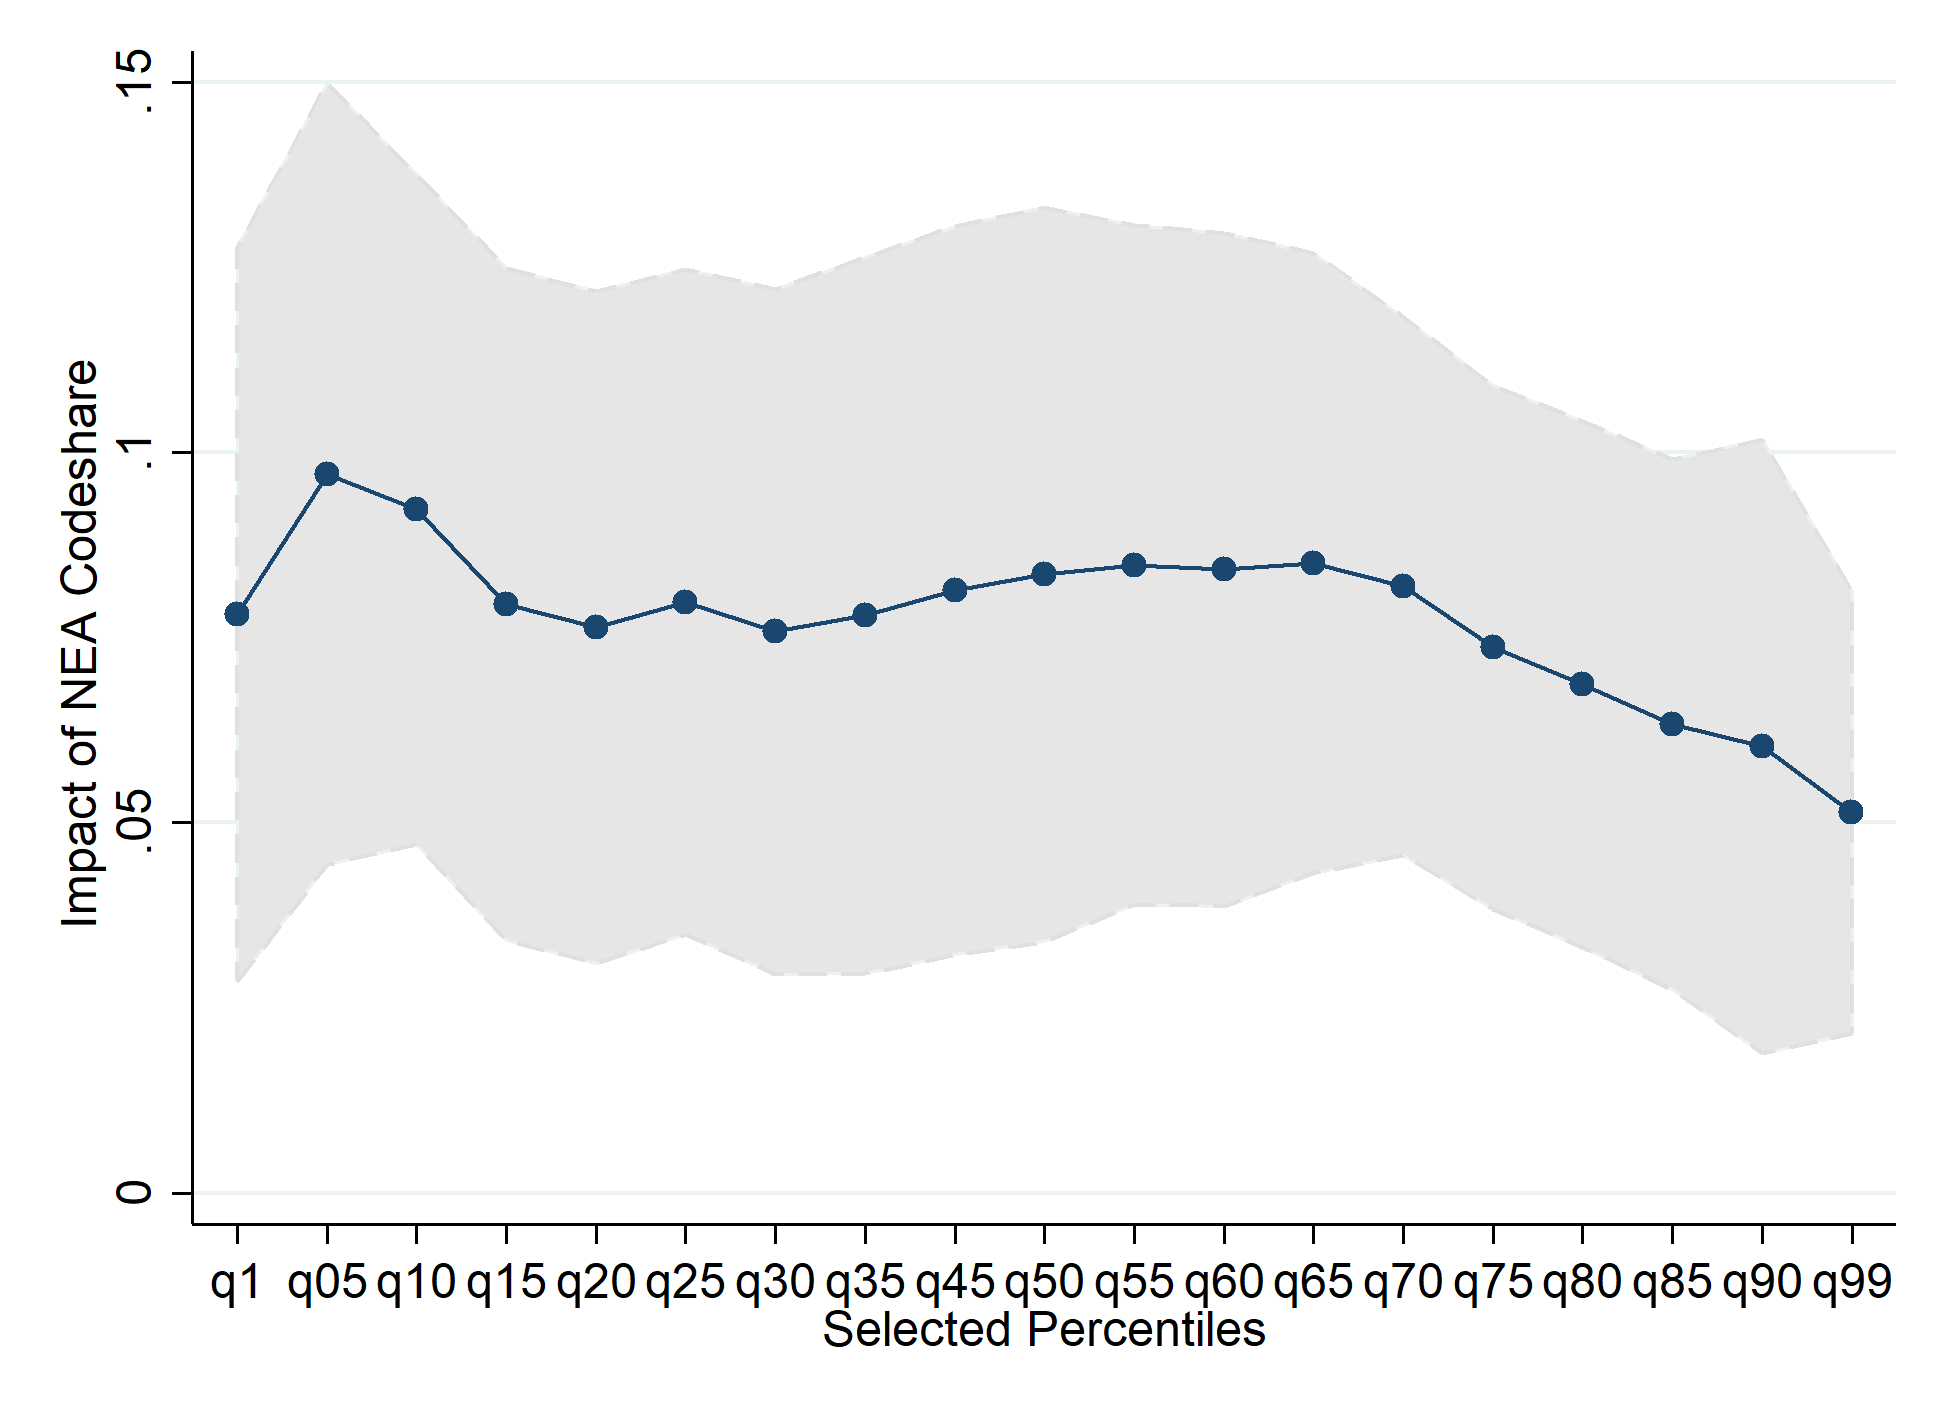 Impact of NEA Codeshare
.15
.1
.05
0
q1 q05 q10 q15 q20 q25 q30 q35 q45 q50 q55 q60 q65 q70 q75 q80 q85 q90 q99
Selected Percentiles